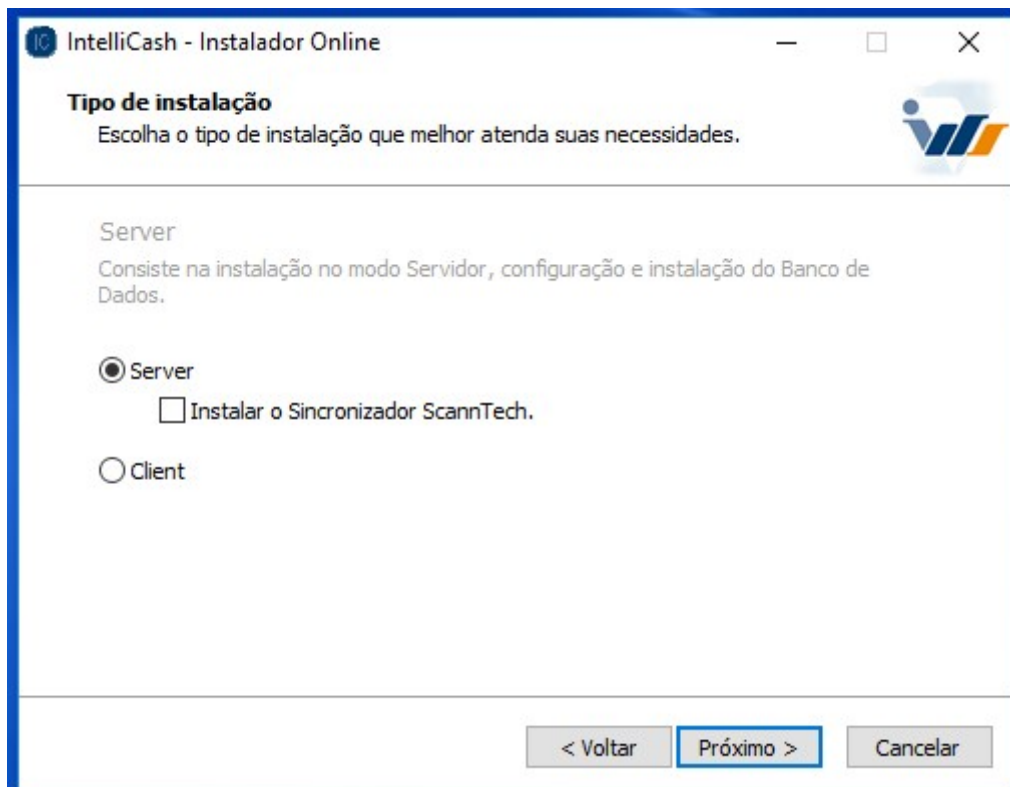 IC IntelliCash - Instalador Online
Tipo de instalação
Escolha o tipo de instalação que melhor atenda suas necessidades.
Server
Consiste na instalação no modo Servidor, configuração e instalação do Banco de
Dados.
Server
Instalar o Sincronizador ScannTech.
Client
< Voltar Próximo > Cancelar